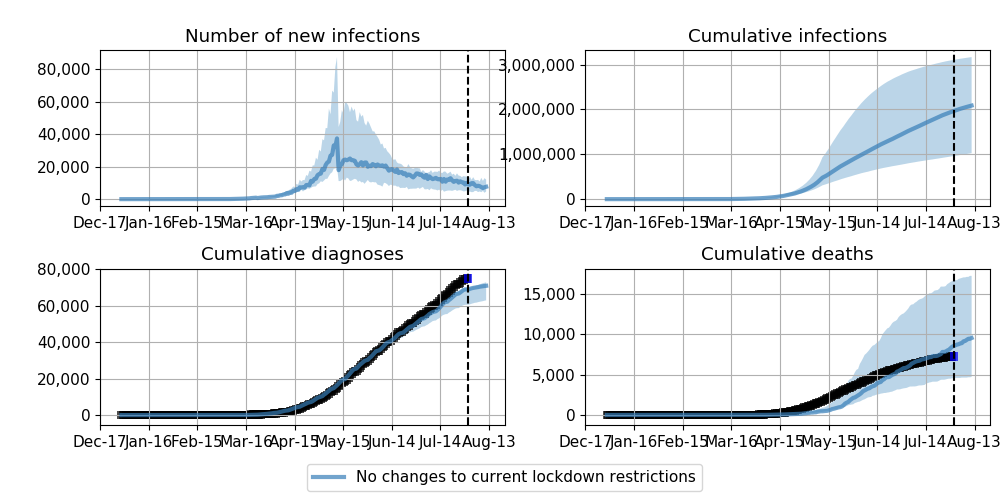 Number of new infections
Cumulative infections
80,000
60,000
40,000
20,000
0
Dec-17 Jan-16 Feb-15 Mar-16 Apr-15 May-15 Jun-14 Jul-14 Aug-13
3,000,000
2,000,000
1,000,000
0
Dec-17 Jan-16 Feb-15 Mar-16 Apr-15 May-15 Jun-14 Jul-14 Aug-13
Cumulative diagnoses
Cumulative deaths
80,000
60,000
40,000
20,000
0
Dec-17 Jan-16 Feb-15 Mar-16 Apr-15 May-15 Jun-14 Jul-14 Aug-13
15,000
10,000
5,000
0
Dec-17 Jan-16 Feb-15 Mar-16 Apr-15 May-15 Jun-14 Jul-14 Aug-13
No changes to current lockdown restrictions